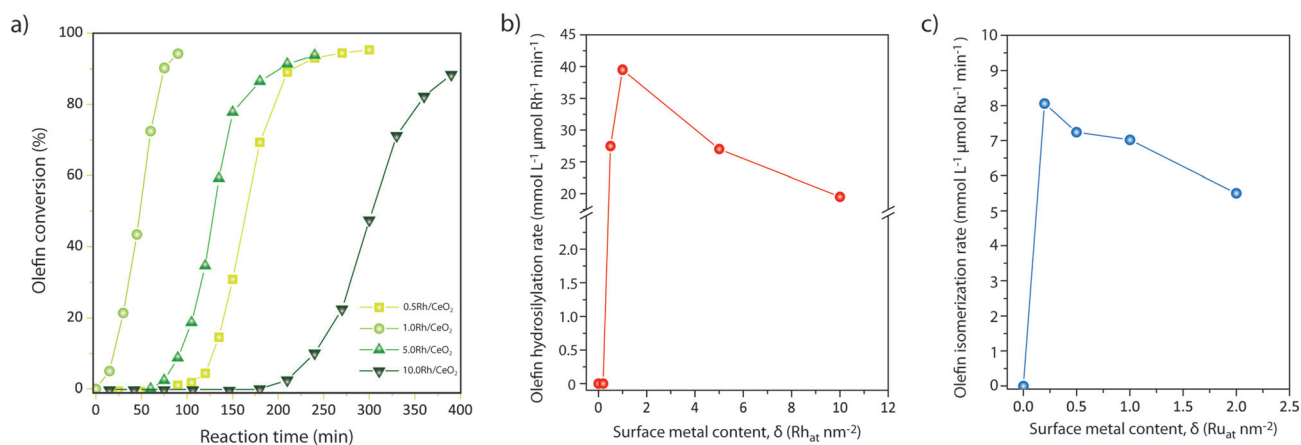 a)
Olefin conversion (%)
100
80
60
40
20
0
0 50 100 150 200 250 300 350 400
Reaction time (min)
0.5Rh/CeO₂
1.0Rh/CeO₂
5.0Rh/CeO₂
10.0Rh/CeO₂
b)
Olefin hydrosilylation rate (mmol L⁻¹ μmol Rh⁻¹ min⁻¹)
45
40
35
30
25
20
2.0
1.5
1.0
0.5
0
0 2 4 6 8 10 12
Surface metal content, δ (Rhₐₜ nm⁻²)
c)
Olefin isomerization rate (mmol L⁻¹ μmol Ru⁻¹ min⁻¹)
10
9
8
7
6
5
3
2
1
0
0.0 0.5 1.0 1.5 2.0 2.5
Surface metal content, δ (Ruₐₜ nm⁻²)